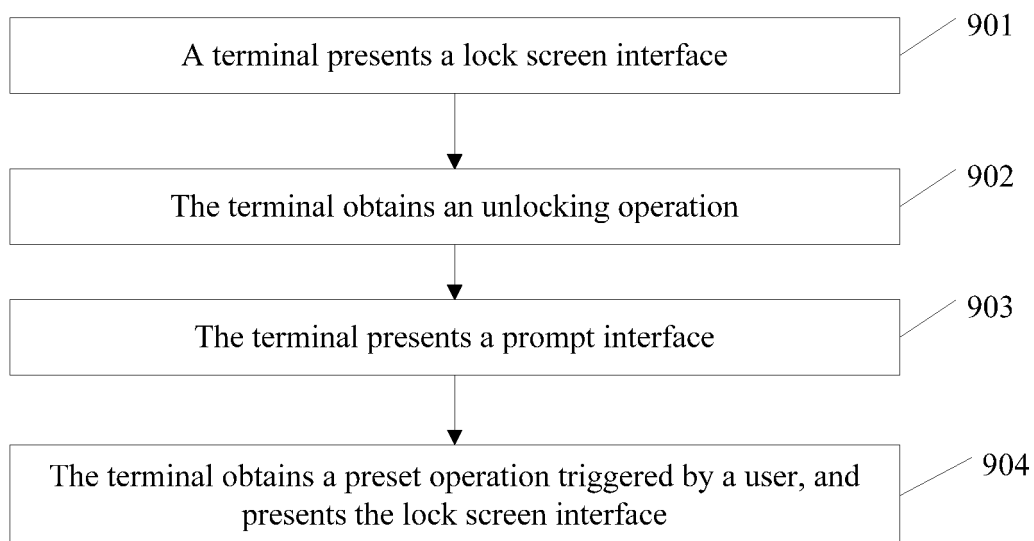 A terminal presents a lock screen interface
901
The terminal obtains an unlocking operation
902
The terminal presents a prompt interface
903
The terminal obtains a preset operation triggered by a user, and
presents the lock screen interface
904